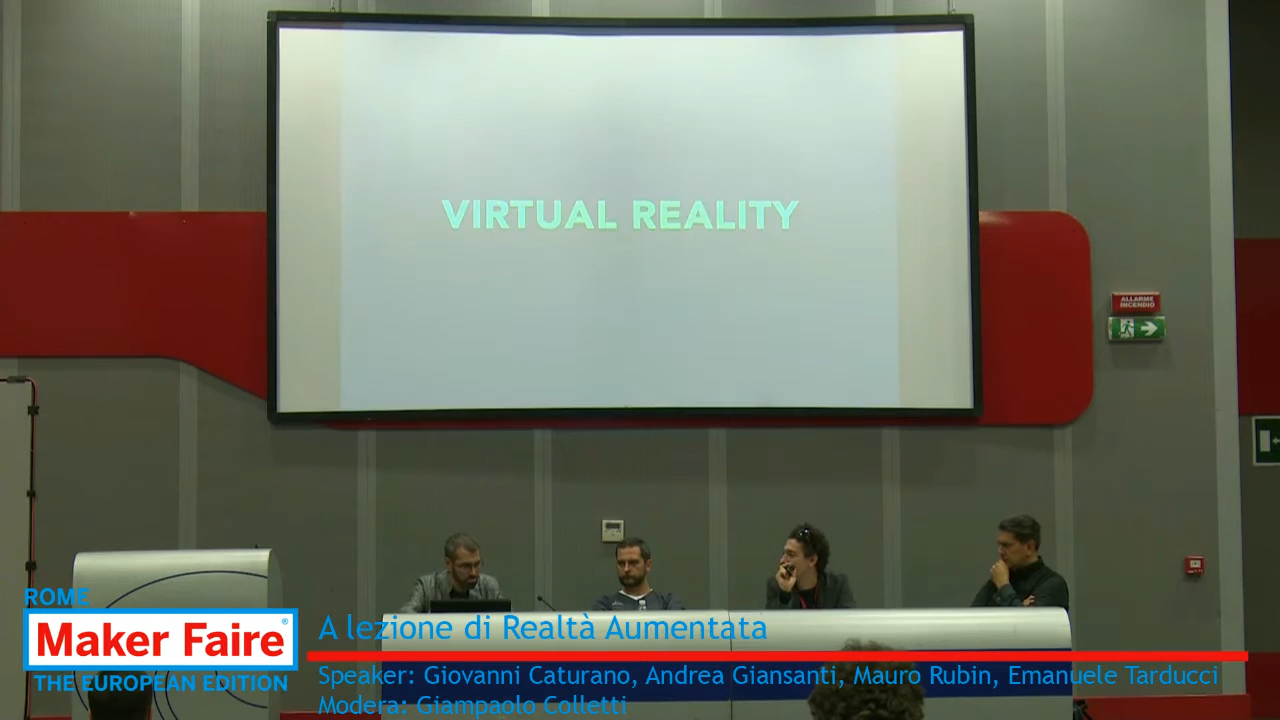 VIRTUAL REALITY
ALLARME
INCENDIO
ROME
Maker Faire®
THE EUROPEAN EDITION
A lezione di Realtà Aumentata
Speaker: Giovanni Caturano, Andrea Giansanti, Mauro Rubin, Emanuele Tarducci
Modera: Giampaolo Colletti